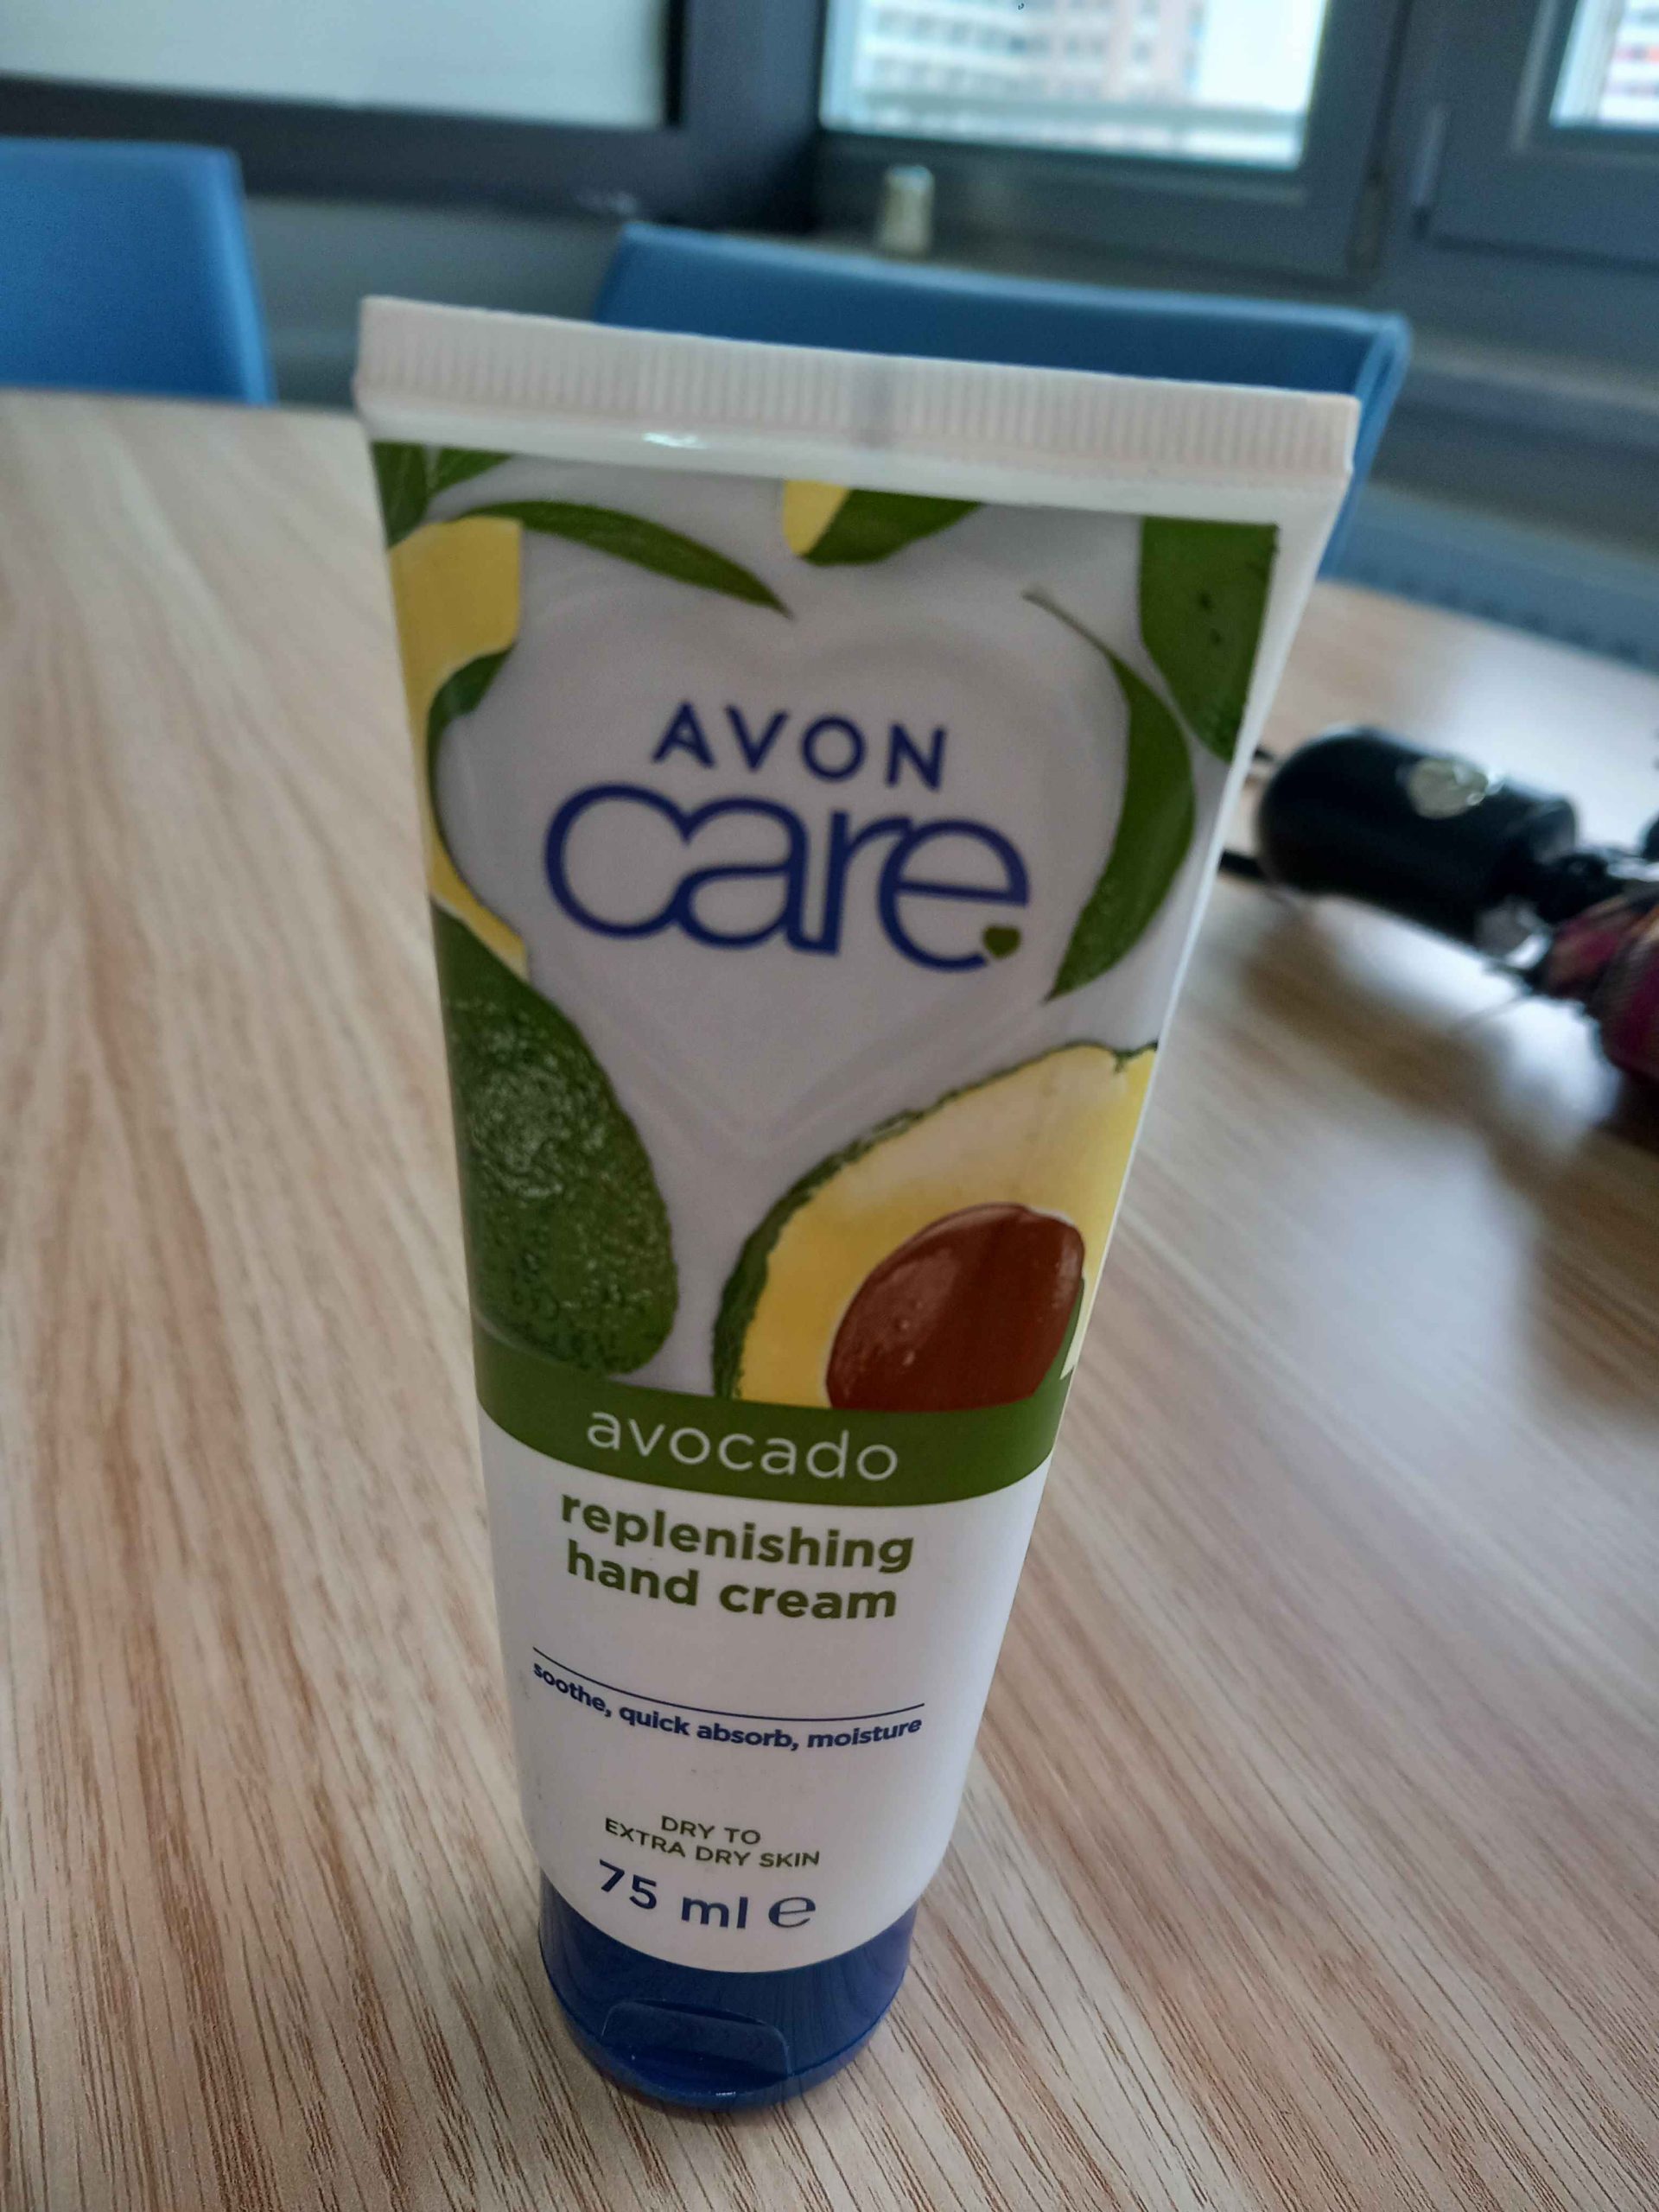 AVON
care
avocado
replenishing
hand cream
soothe, quick absorb, moisture
DRY TO
EXTRA DRY SKIN
75 ml ℮